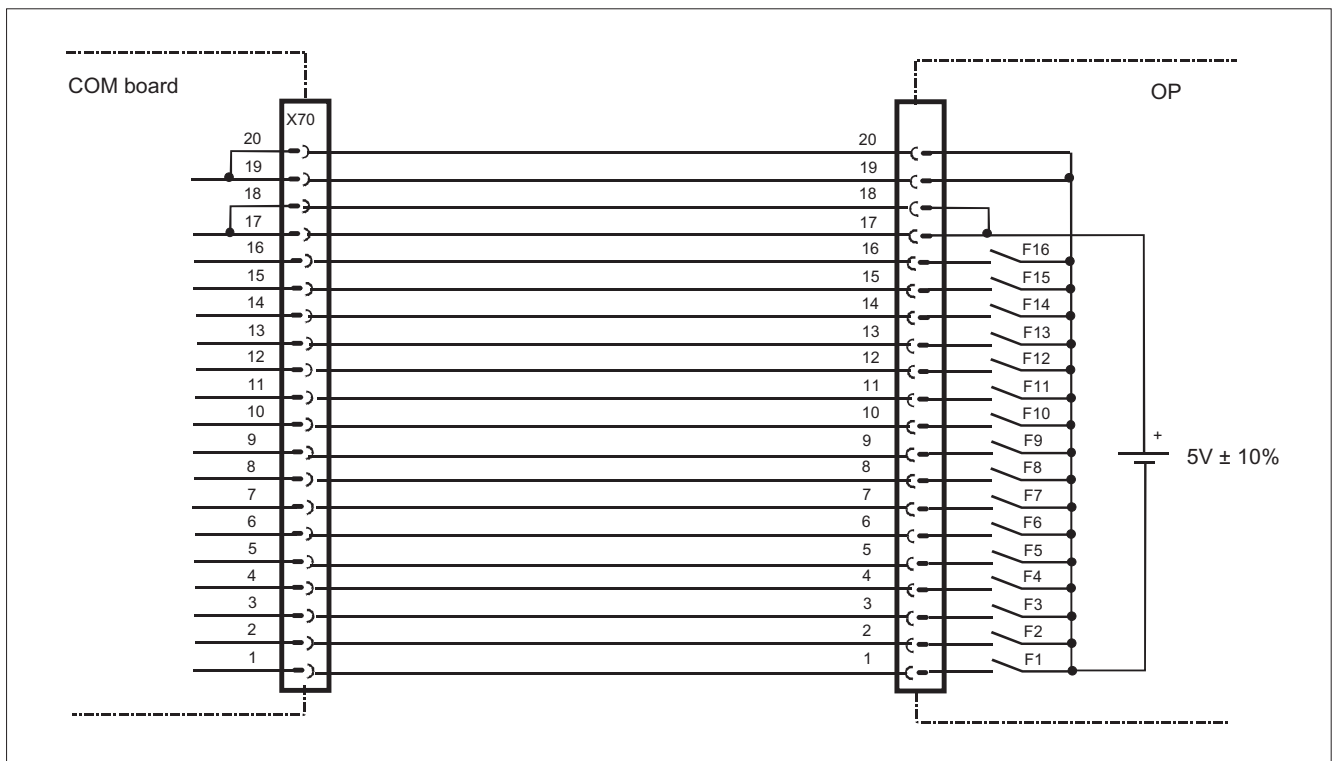 COM board
OP
X70
20 20
19 19
18 18
17 17
16 16 F16
15 15 F15
14 14 F14
13 13 F13
12 12 F12
11 11 F11
10 10 F10
9 9 F9
8 8 F8
7 7 F7
6 6 F6
5 5 F5
4 4 F4
3 3 F3
2 2 F2
1 1 F1
+
5V ± 10%